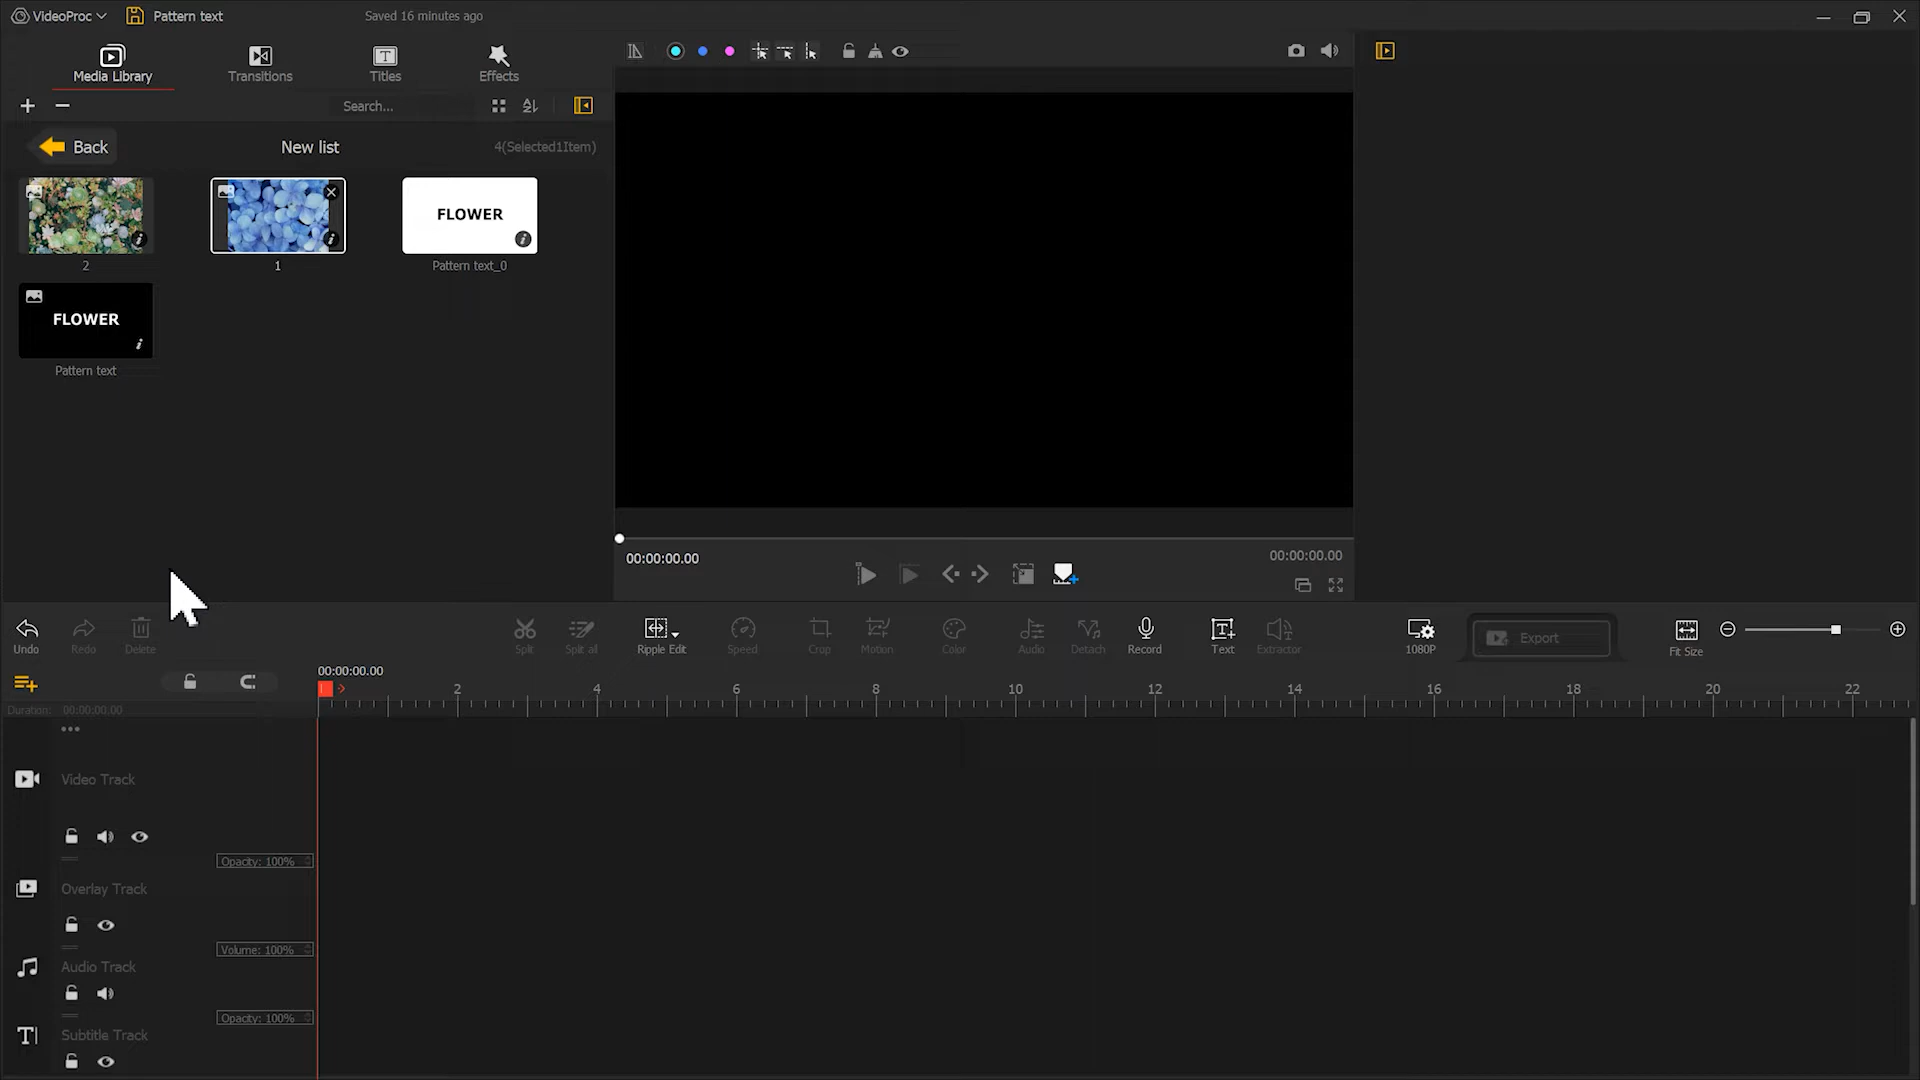 VideoProc
Pattern text
Saved 16 minutes ago
Media Library
Transitions
Titles
Effects
Search...
Back
New list
4(Selected1Item)
2
1
FLOWER
Pattern text_0
FLOWER
Pattern text
00:00:00.00
00:00:00.00
Undo
Redo
Delete
Split
Split all
Ripple Edit
Speed
Crop
Motion
Color
Audio
Detach
Record
Text
Extractor
1080P
Export
Fit Size
00:00:00.00
2
4
6
8
10
12
14
16
18
20
22
Duration: 00:00:00.00
Video Track
Opacity: 100%
Overlay Track
Volume: 100%
Audio Track
Opacity: 100%
Subtitle Track